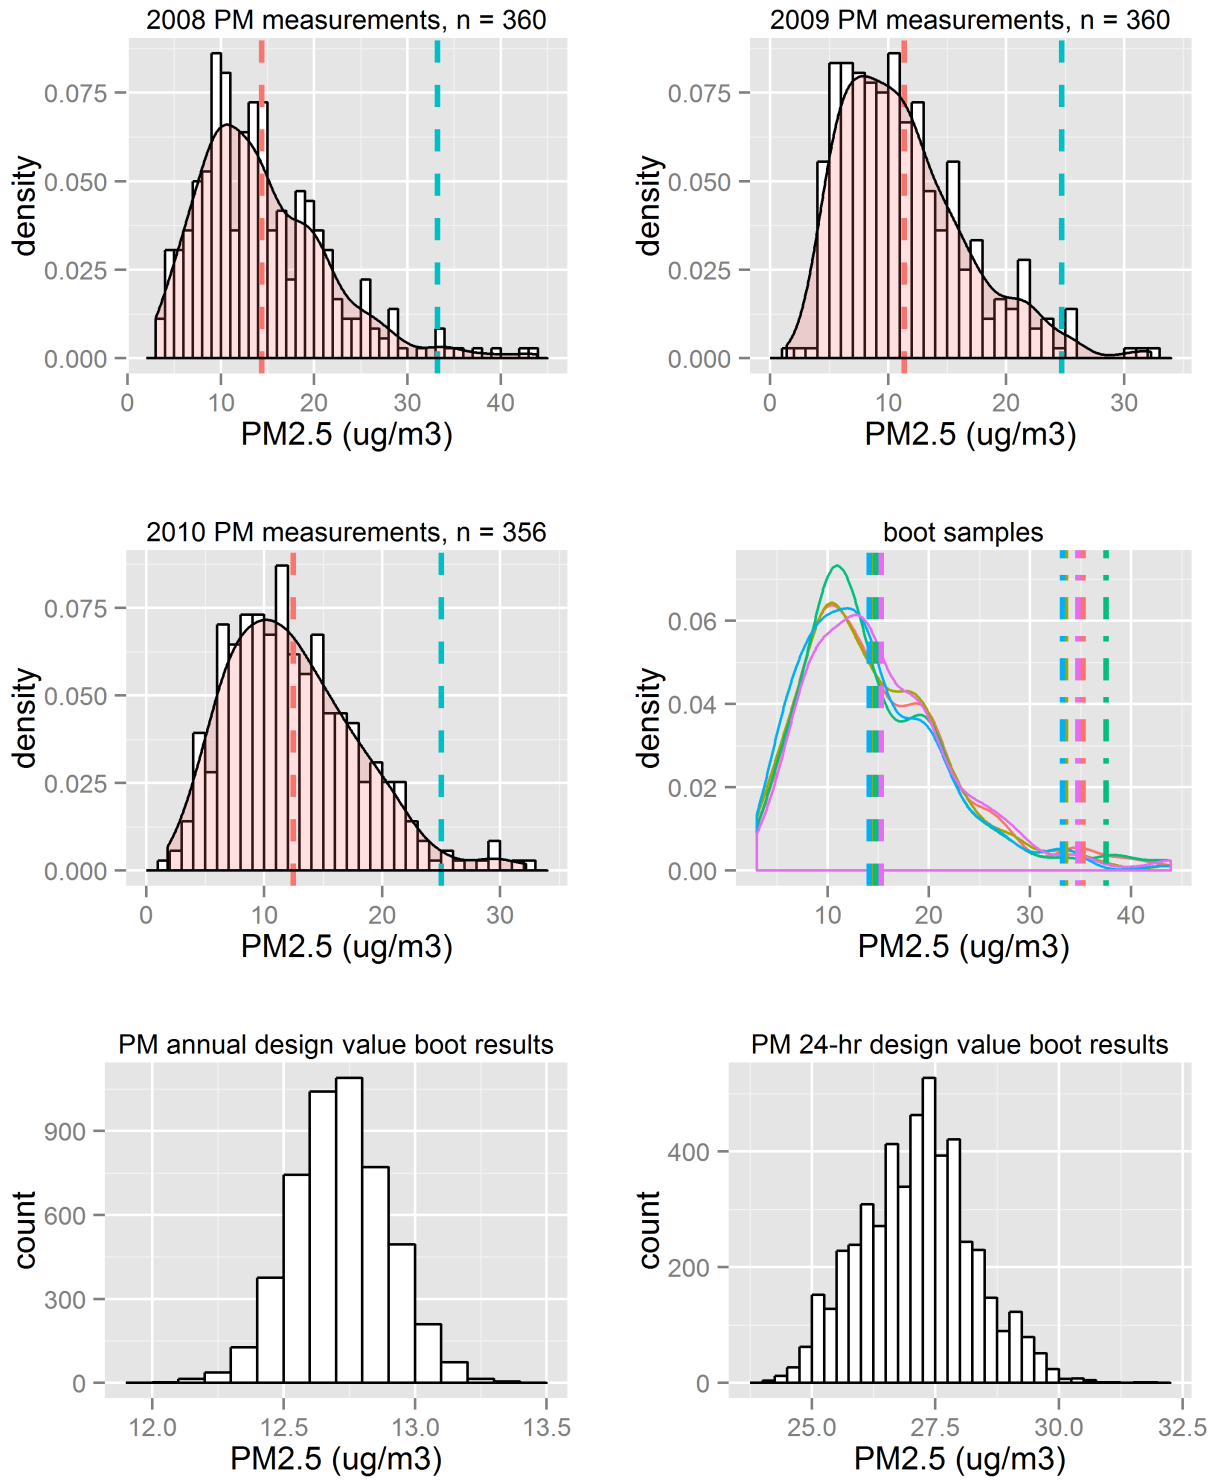 2008 PM measurements, n = 360
0.075
0.050
0.025
0.000
density
0
10
20
30
40
PM2.5 (ug/m3)
2009 PM measurements, n = 360
0.075
0.050
0.025
0.000
density
0
10
20
30
PM2.5 (ug/m3)
2010 PM measurements, n = 356
0.075
0.050
0.025
0.000
density
0
10
20
30
PM2.5 (ug/m3)
boot samples
0.06
0.04
0.02
0.00
density
10
20
30
40
PM2.5 (ug/m3)
PM annual design value boot results
900
600
300
0
count
12.0
12.5
13.0
13.5
PM2.5 (ug/m3)
PM 24-hr design value boot results
400
200
0
count
25.0
27.5
30.0
32.5
PM2.5 (ug/m3)